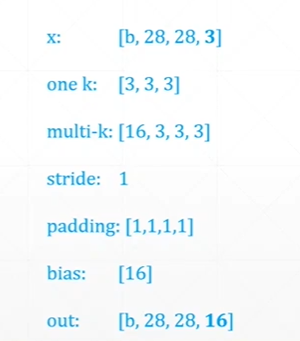 x: [b, 28, 28, 3]
one k: [3, 3, 3]
multi-k: [16, 3, 3, 3]
stride: 1
padding: [1,1,1,1]
bias: [16]
out: [b, 28, 28, 16]